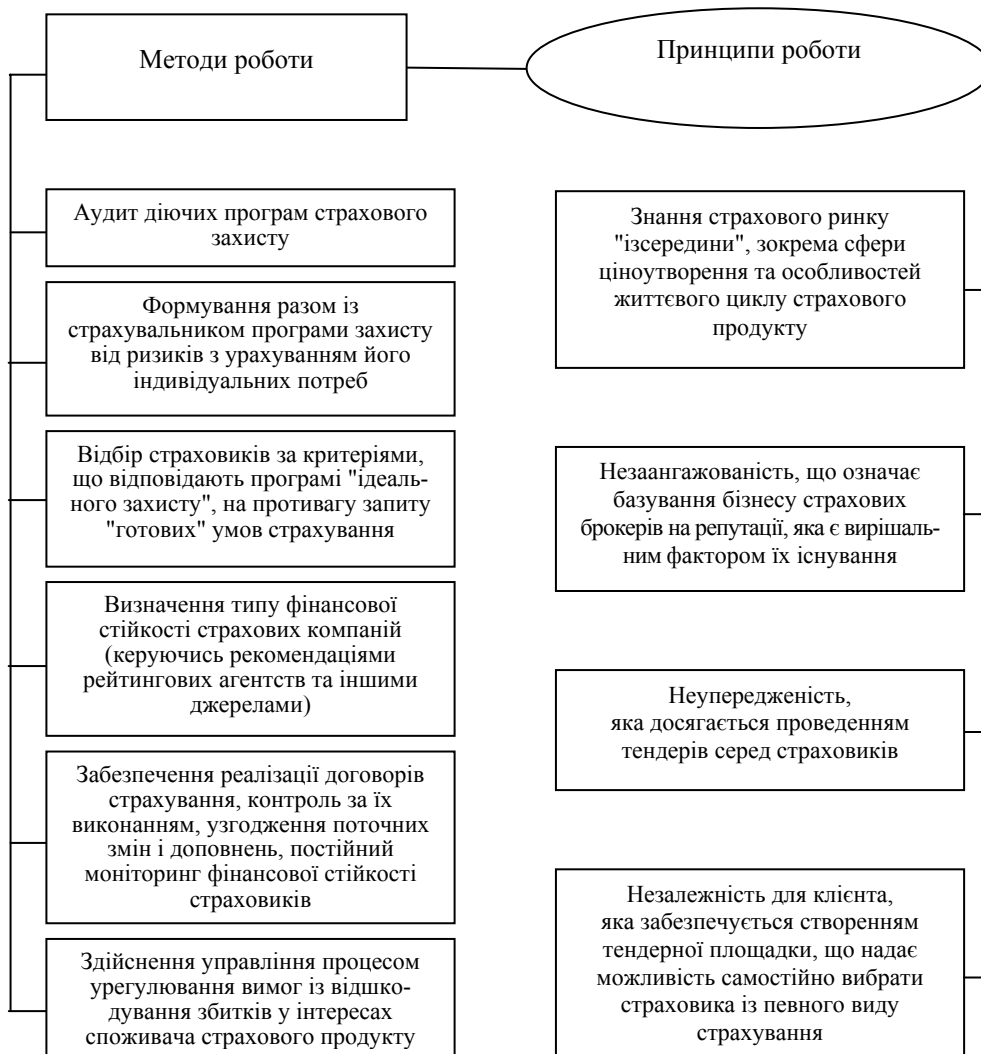 Методи роботи
Принципи роботи
Аудит діючих програм страхового
захисту
Формування разом із
страхувальником програми захисту
від ризиків з урахуванням його
індивідуальних потреб
Відбір страховиків за критеріями,
що відповідають програмі "ідеаль-
ного захисту", на противагу запиту
"готових" умов страхування
Визначення типу фінансової
стійкості страхових компаній
(керуючись рекомендаціями
рейтингових агентств та іншими
джерелами)
Забезпечення реалізації договорів
страхування, контроль за їх
виконанням, узгодження поточних
змін і доповнень, постійний
моніторинг фінансової стійкості
страховиків
Здійснення управління процесом
урегулювання вимог із відшко-
дування збитків у інтересах
споживача страхового продукту
Знання страхового ринку
"ізсередини", зокрема сфери
ціноутворення та особливостей
життєвого циклу страхового
продукту
Незаангажованість, що означає
базування бізнесу страхових
брокерів на репутації, яка є вирішаль-
ним фактором їх існування
Неупередженість,
яка досягається проведенням
тендерів серед страховиків
Незалежність для клієнта,
яка забезпечується створенням
тендерної площадки, що надає
можливість самостійно вибрати
страховика із певного виду
страхування